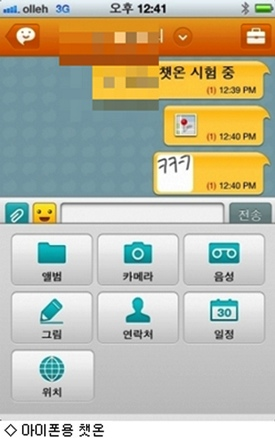 olleh 3G 오후 12:41
챗온 시험 중
(1) 12:39 PM
(1) 12:40 PM
ㅋㅋㅋ
(1) 12:40 PM
전송
앨범 카메라 음성
그림 연락처 30 일정
위치
◇ 아이폰용 챗온